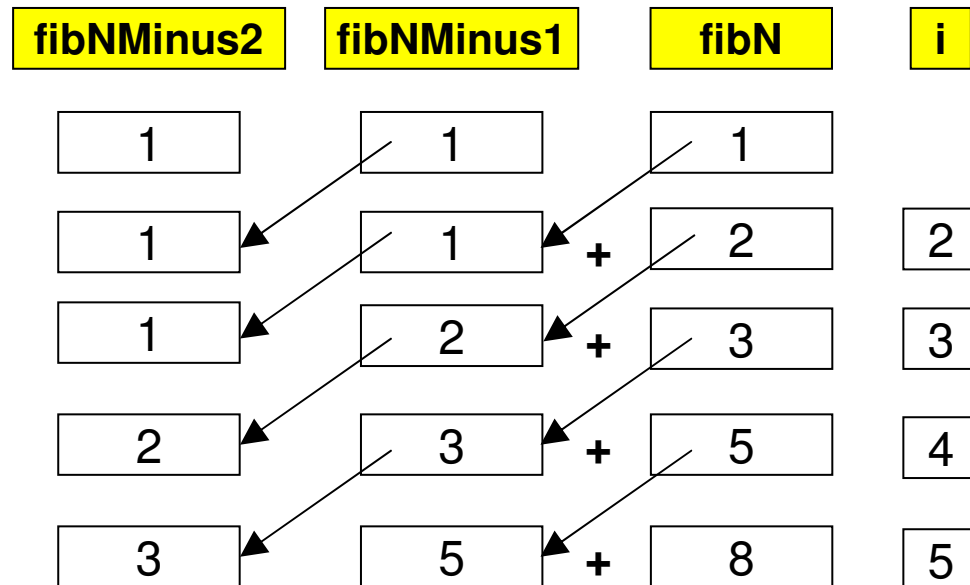 fibNMinus2 fibNMinus1 fibN i
1 1 1
1 1 + 2 2
1 2 + 3 3
2 3 + 5 4
3 5 + 8 5